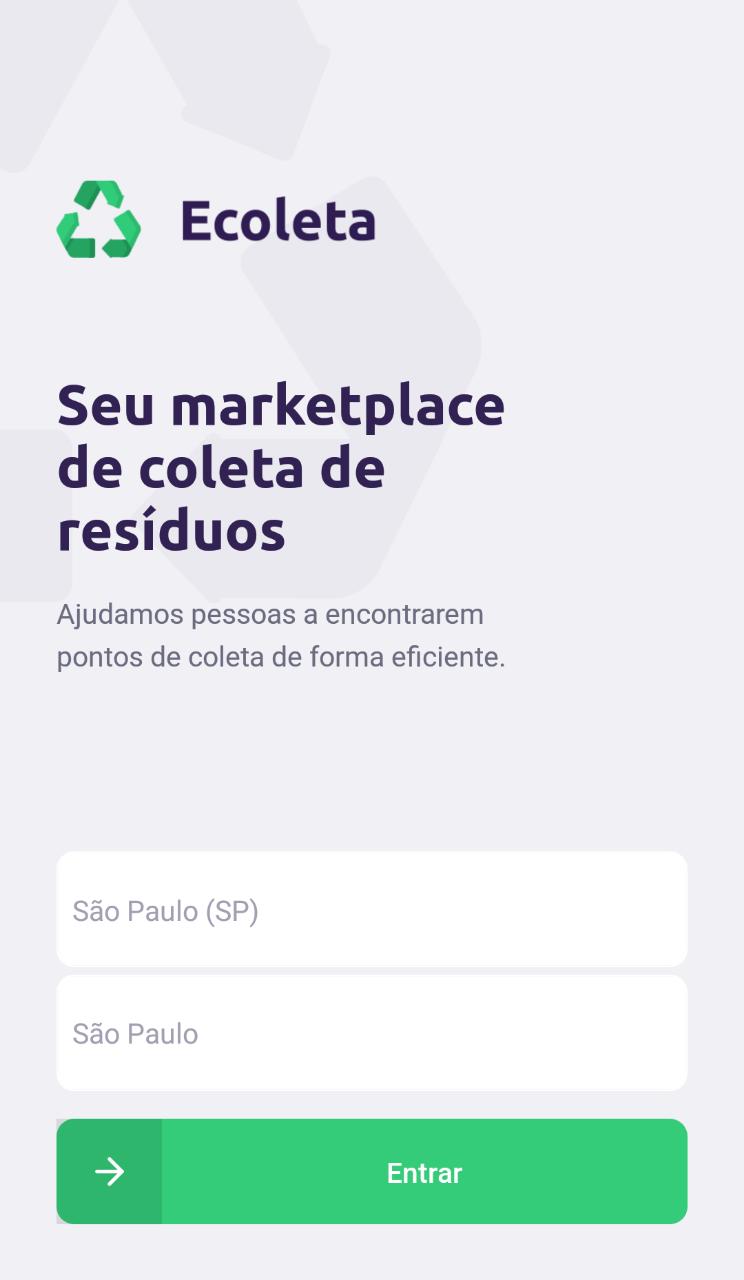 Ecoleta
Seu marketplace
de coleta de
resíduos
Ajudamos pessoas a encontrarem
pontos de coleta de forma eficiente.
São Paulo (SP)
São Paulo
Entrar